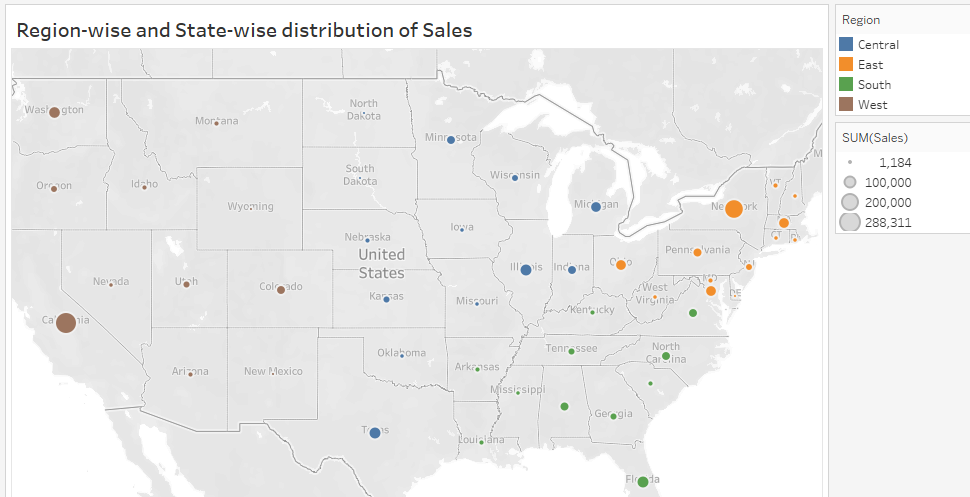 Region-wise and State-wise distribution of Sales
Region
Central
East
South
West
SUM(Sales)
1,184
100,000
200,000
288,311
Washington
Montana
North
Dakota
Minnesota
M
Oregon
Idaho
South
Dakota
Wisconsin
Michigan
VT
Wyoming
New York
Iowa
Nebraska
United
States
CT
Pennsylvania
Nevada
Utah
Colorado
Kansas
Illinois
Indiana
Ohio
NJ
MD
DE
West
Virginia
Missouri
Kentucky
California
Arizona
New Mexico
Oklahoma
Arkansas
Tennessee
North
Carolina
Mississippi
Georgia
Texas
Louisiana
Florida